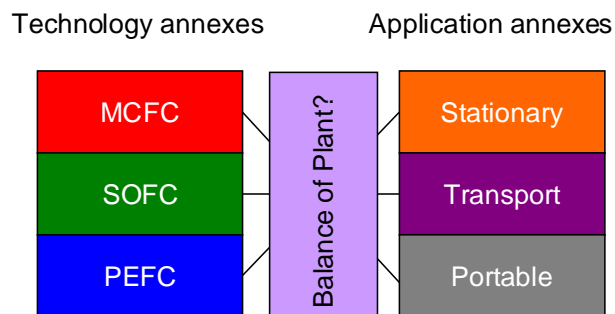 Technology annexes
Application annexes
MCFC
SOFC
PEFC
Balance of Plant?
Stationary
Transport
Portable